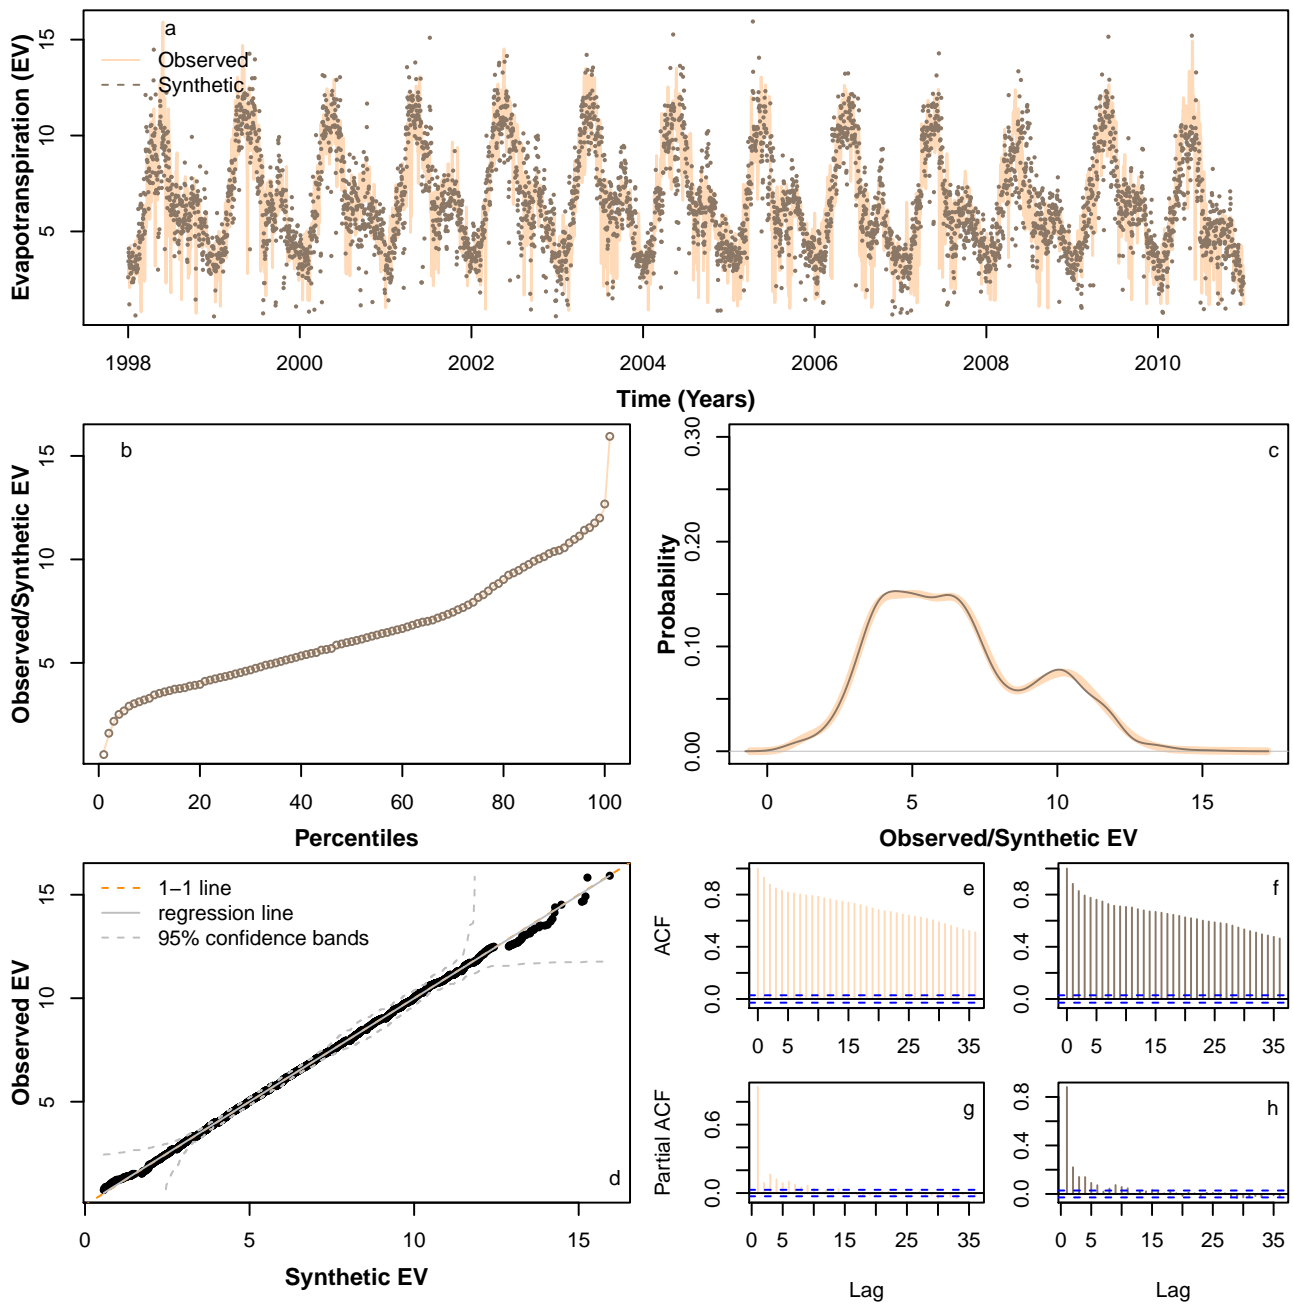 a
Observed
Synthetic
Evapotranspiration (EV)
5 10 15
1998 2000 2002 2004 2006 2008 2010
Time (Years)
b
Observed/Synthetic EV
5 10 15
0 20 40 60 80 100
Percentiles
c
Probability
0.00 0.10 0.20 0.30
0 5 10 15
Observed/Synthetic EV
1–1 line
regression line
95% confidence bands
d
Observed EV
5 10 15
0 5 10 15
Synthetic EV
e
ACF
0.0 0.4 0.8
0 5 15 25 35
f
0.0 0.4 0.8
0 5 15 25 35
g
Partial ACF
0.0 0.6
0 5 15 25 35
Lag
h
0.0 0.4 0.8
0 5 15 25 35
Lag